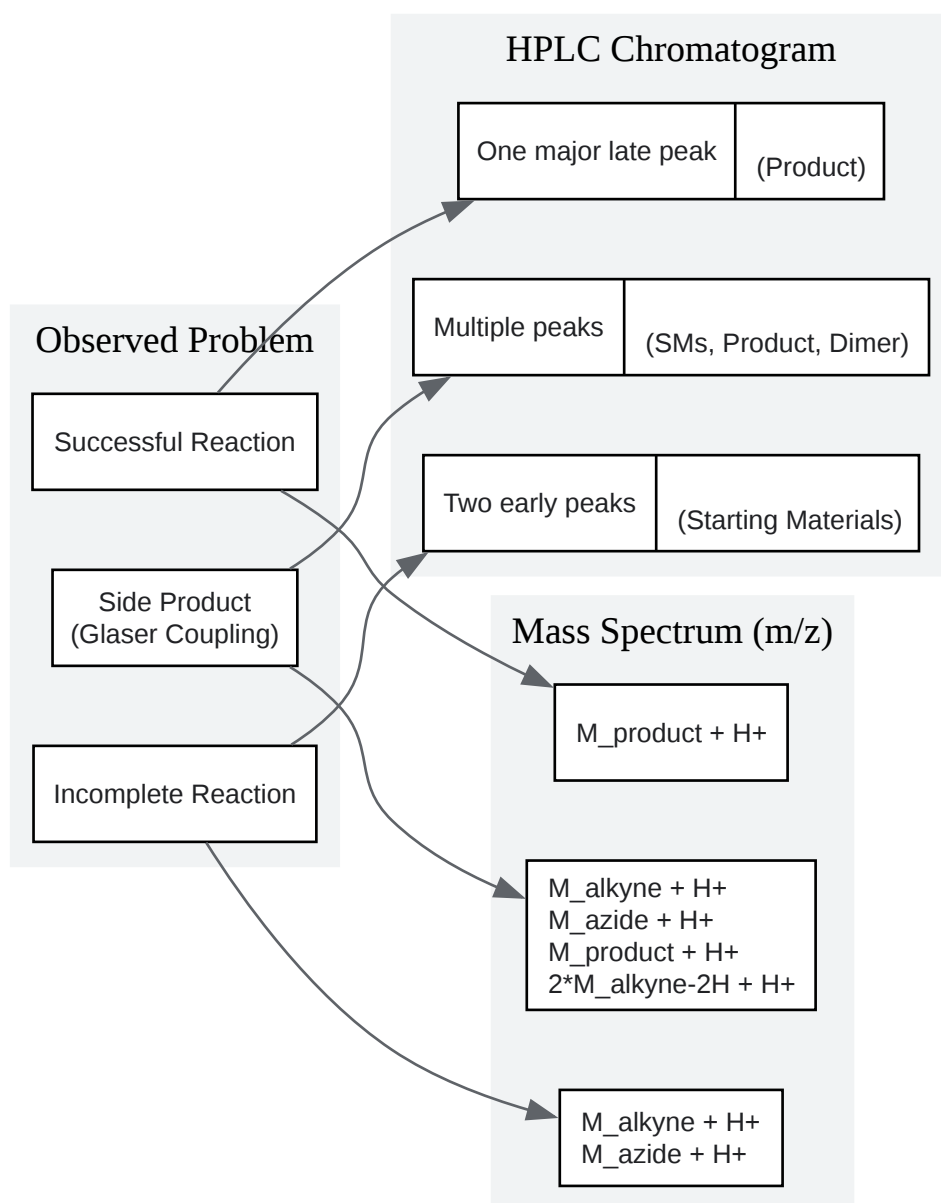 HPLC Chromatogram
One major late peak
(Product)
Multiple peaks
(SMs, Product, Dimer)
Two early peaks
(Starting Materials)
Observed Problem
Successful Reaction
Side Product
(Glaser Coupling)
Incomplete Reaction
Mass Spectrum (m/z)
M_product + H+
M_alkyne + H+
M_azide + H+
M_product + H+
2*M_alkyne-2H + H+
M_alkyne + H+
M_azide + H+